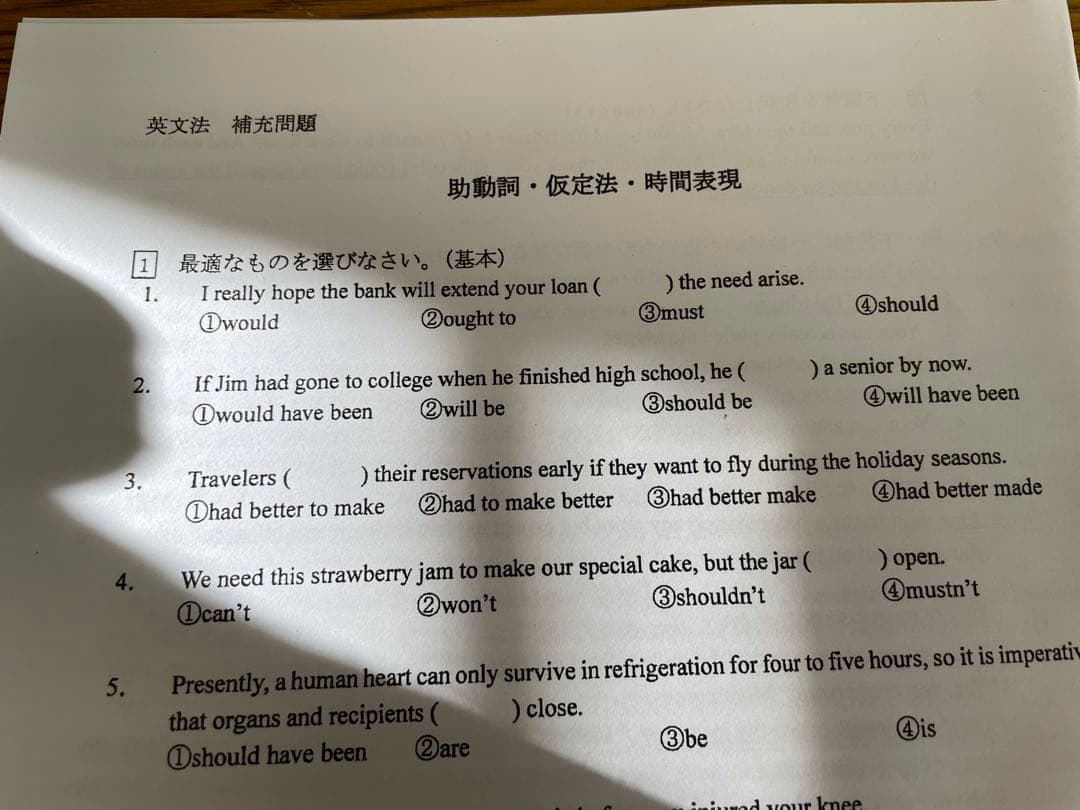 英文法 補充問題
助動詞・仮定法・時間表現
1 最適なものを選びなさい。(基本)
1. I really hope the bank will extend your loan ( ) the need arise.
①would ②ought to ③must ④should
2. If Jim had gone to college when he finished high school, he ( ) a senior by now.
①would have been ②will be ③should be ④will have been
3. Travelers ( ) their reservations early if they want to fly during the holiday seasons.
①had better to make ②had to make better ③had better make ④had better made
4. We need this strawberry jam to make our special cake, but the jar ( ) open.
①can't ②won't ③shouldn't ④mustn't
5. Presently, a human heart can only survive in refrigeration for four to five hours, so it is imperativ
that organs and recipients ( ) close.
①should have been ②are ③be ④is
injured your knee